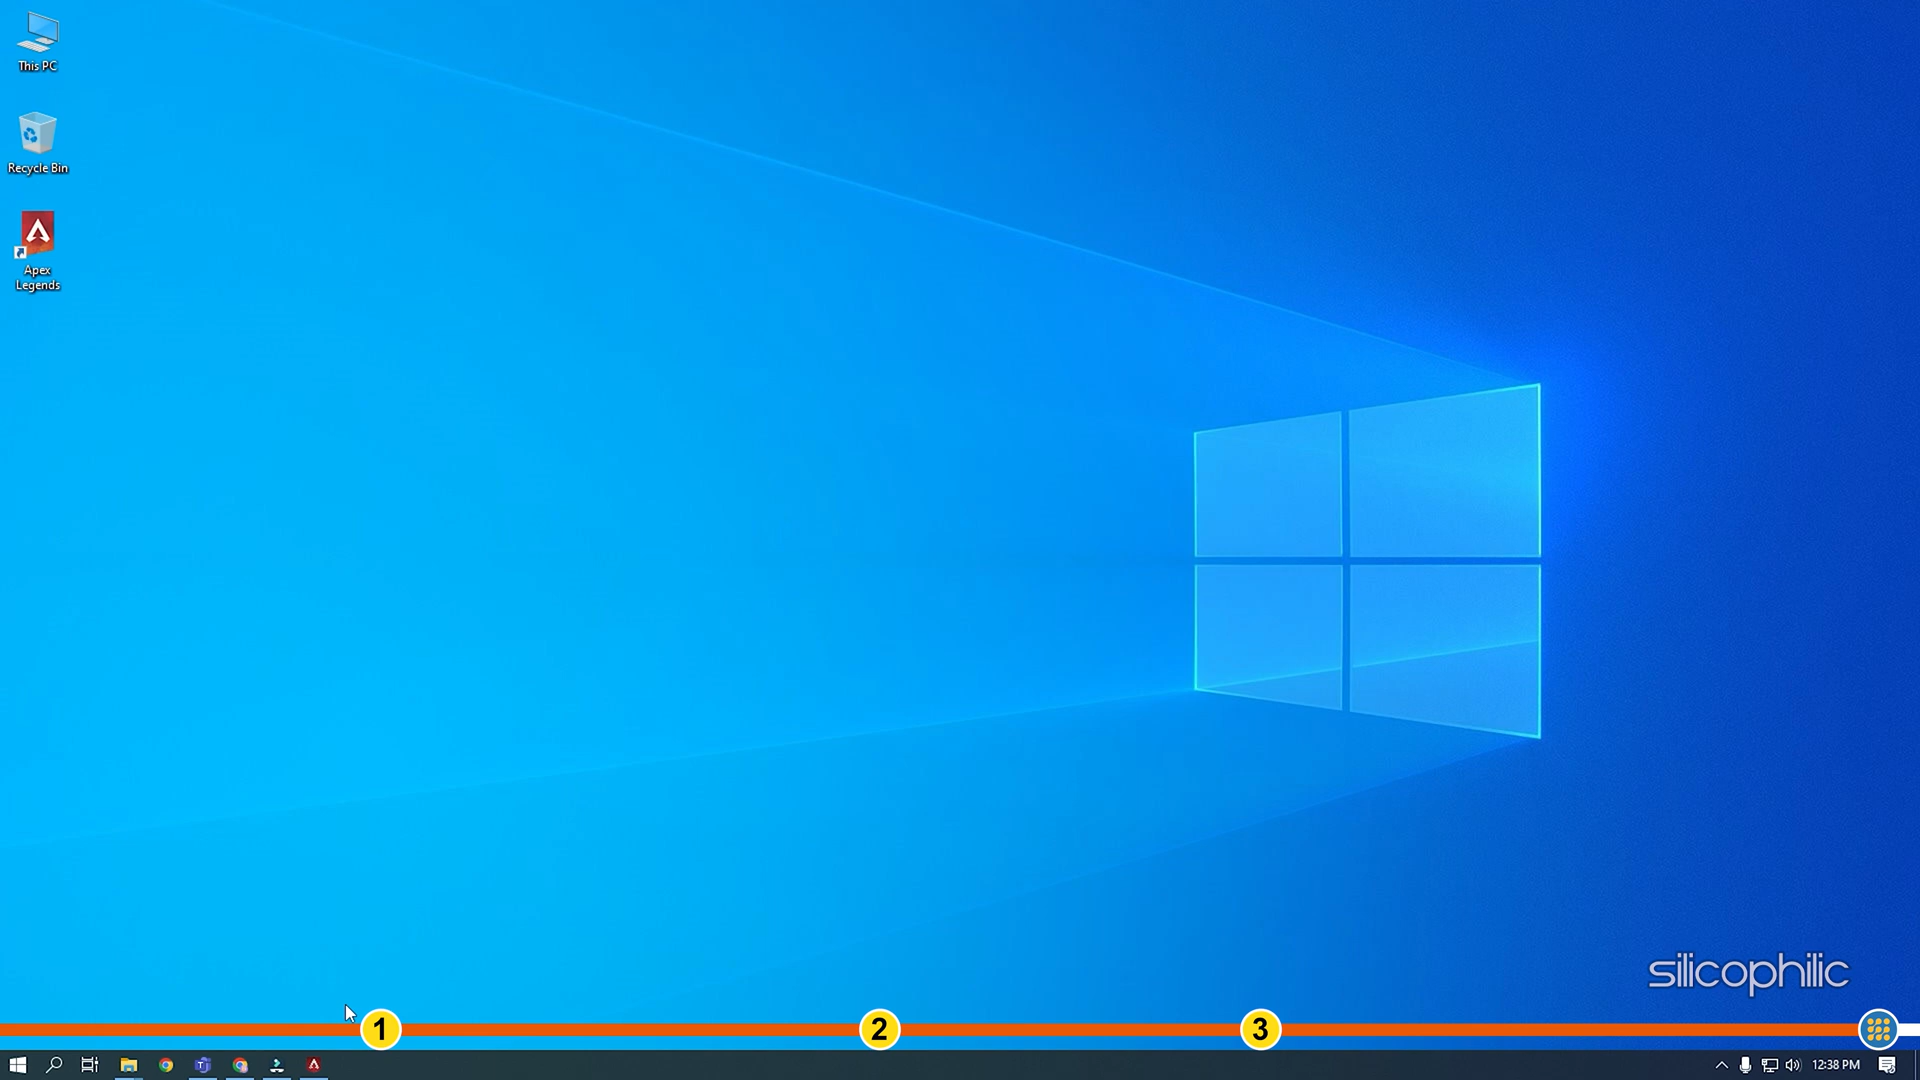 This PC
Recycle Bin
Apex
Legends
silicophilic
1
2
3
12:38 PM